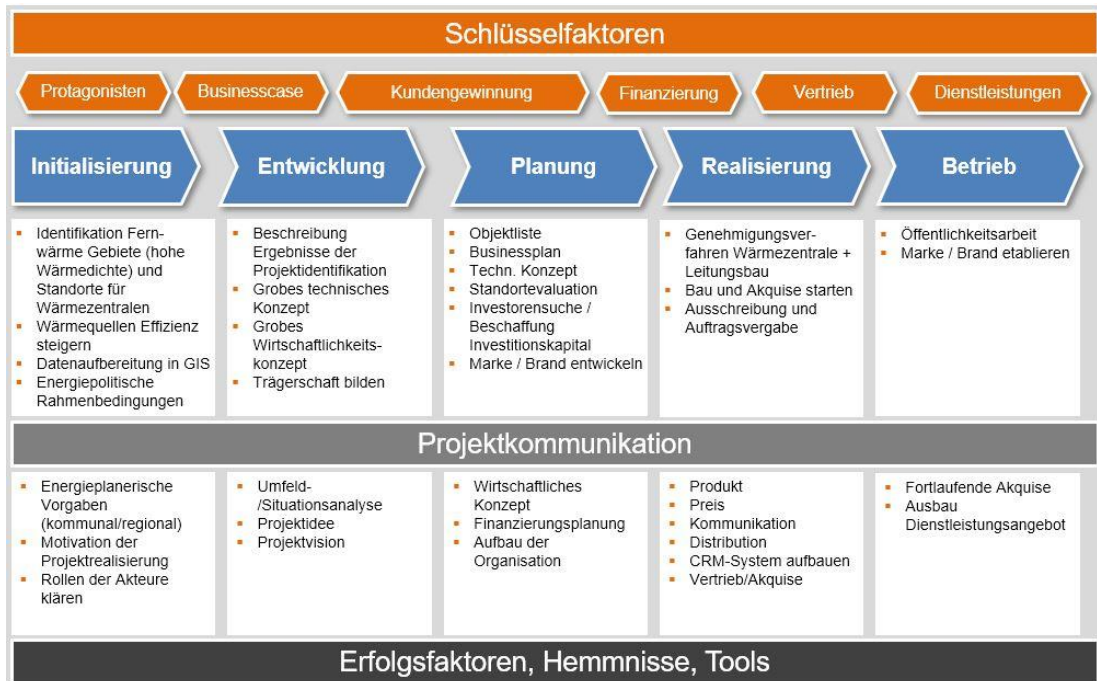 Schlüsselfaktoren
Protagonisten
Businesscase
Kundengewinnung
Finanzierung
Vertrieb
Dienstleistungen
Initialisierung
Entwicklung
Planung
Realisierung
Betrieb
Identifikation Fern-
wärme Gebiete (hohe
Wärmedichte) und
Standorte für
Wärmezentralen
Wärmequellen Effizienz
steigern
Datenaufbereitung in GIS
Energiepolitische
Rahmenbedingungen
Beschreibung
Ergebnisse der
Projektidentifikation
Grobes technisches
Konzept
Grobes
Wirtschaftlichkeits-
konzept
Trägerschaft bilden
Objektliste
Businessplan
Techn. Konzept
Standortevaluation
Investorensuche /
Beschaffung
Investitionskapital
Marke / Brand entwickeln
Genehmigungsver-
fahren Wärmezentrale +
Leitungsbau
Bau und Akquise starten
Ausschreibung und
Auftragsvergabe
Öffentlichkeitsarbeit
Marke / Brand etablieren
Projektkommunikation
Energieplanerische
Vorgaben
(kommunal/regional)
Motivation der
Projektrealisierung
Rollen der Akteure
klären
Umfeld-
/Situationsanalyse
Projektidee
Projektvision
Wirtschaftliches
Konzept
Finanzierungsplanung
Aufbau der
Organisation
Produkt
Preis
Kommunikation
Distribution
CRM-System aufbauen
Vertrieb/Akquise
Fortlaufende Akquise
Ausbau
Dienstleistungsangebot
Erfolgsfaktoren, Hemmnisse, Tools